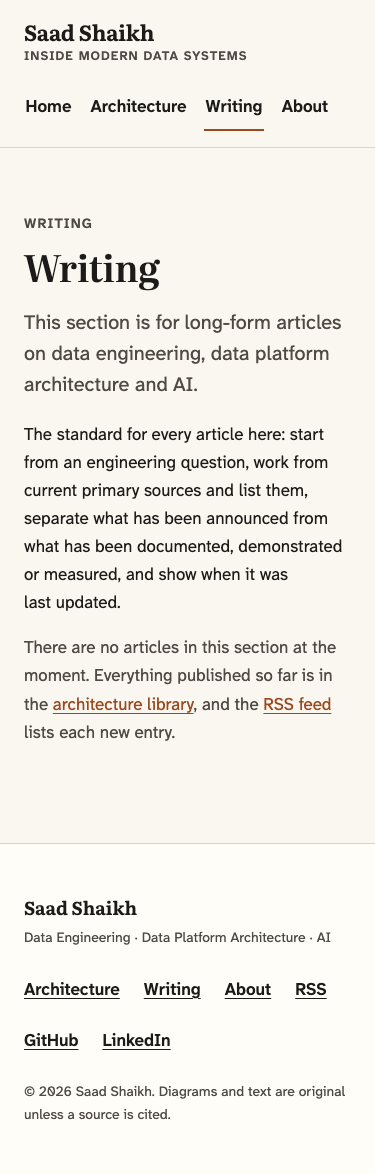 Saad Shaikh
INSIDE MODERN DATA SYSTEMS
Home Architecture Writing About
WRITING
Writing
This section is for long-form articles
on data engineering, data platform
architecture and AI.
The standard for every article here: start
from an engineering question, work from
current primary sources and list them,
separate what has been announced from
what has been documented, demonstrated
or measured, and show when it was
last updated.
There are no articles in this section at the
moment. Everything published so far is in
the architecture library, and the RSS feed
lists each new entry.
Saad Shaikh
Data Engineering · Data Platform Architecture · AI
Architecture Writing About RSS
GitHub LinkedIn
© 2026 Saad Shaikh. Diagrams and text are original
unless a source is cited.